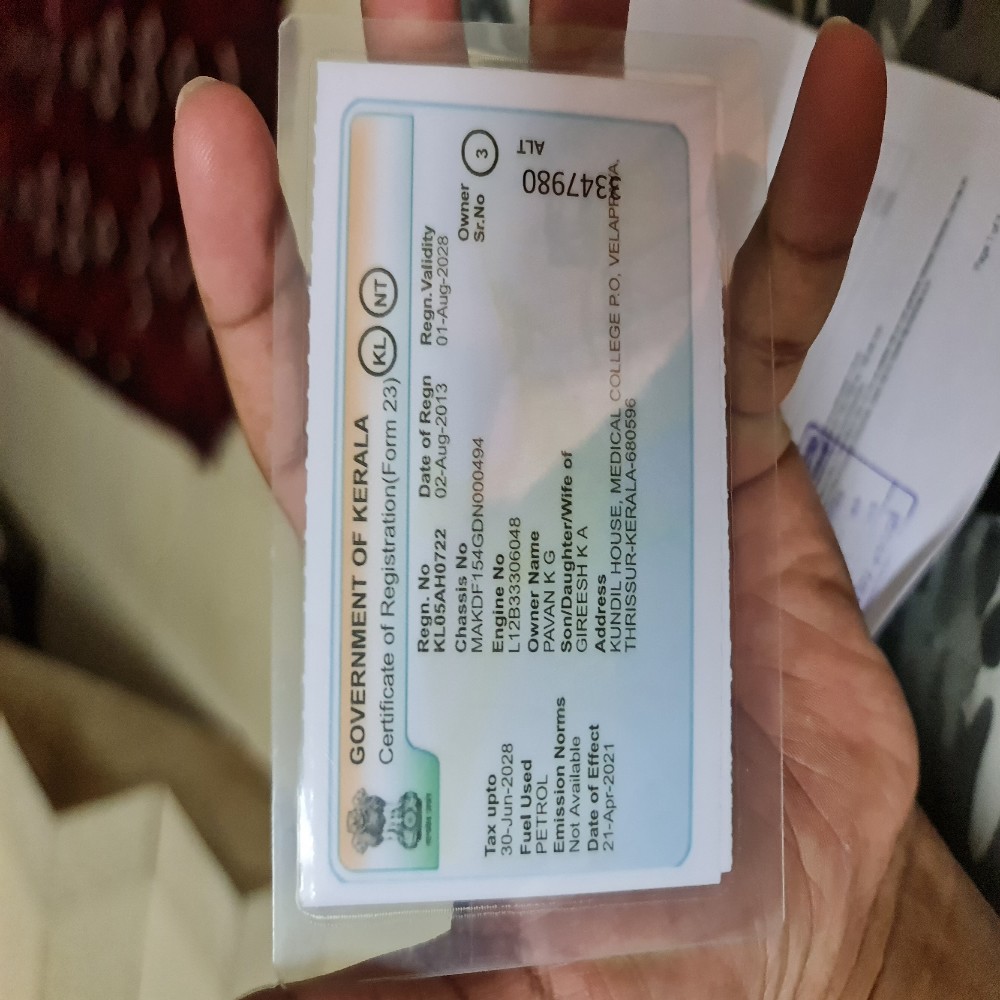 GOVERNMENT OF KERALA
Certificate of Registration(Form 23) KL NT
Regn. No Date of Regn Regn.Validity
KL05AH0722 02-Aug-2013 01-Aug-2028
Chassis No
MAKDF154GDN000494
Owner
Sr.No 3
Engine No
L12B33306048
Owner Name
PAVAN K G
Son/Daughter/Wife of
GIREESH K A
Address
KUNDIL HOUSE, MEDICAL COLLEGE P.O, 
THRISSUR-KERALA-680596
Tax upto
30-Jun-2028
Fuel Used
PETROL
Emission Norms
Not Available
Date of Effect
21-Apr-2021
ALT